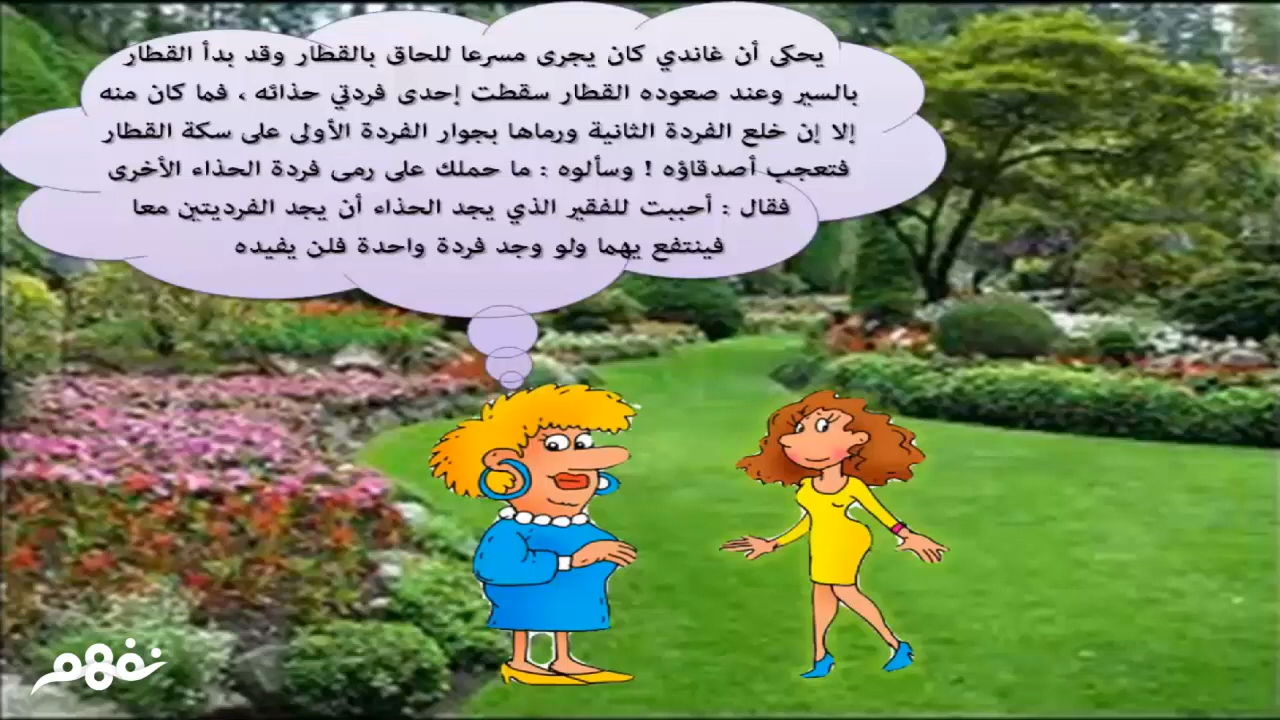 يحكى أن غاندي كان يجرى مسرعا للحاق بالقطار وقد بدأ القطار
بالسير وعند صعوده القطار سقطت إحدى فردتي حذائه ، فما كان منه
إلا إن خلع الفردة الثانية ورماها بجوار الفردة الأولى على سكة القطار
فتعجب أصدقاؤه ! وسألوه : ما حملك على رمى فردة الحذاء الأخرى
فقال : أحببت للفقير الذي يجد الحذاء أن يجد الفرديتين معا
فينتفع يهما ولو وجد فردة واحدة فلن يفيده
نفهم